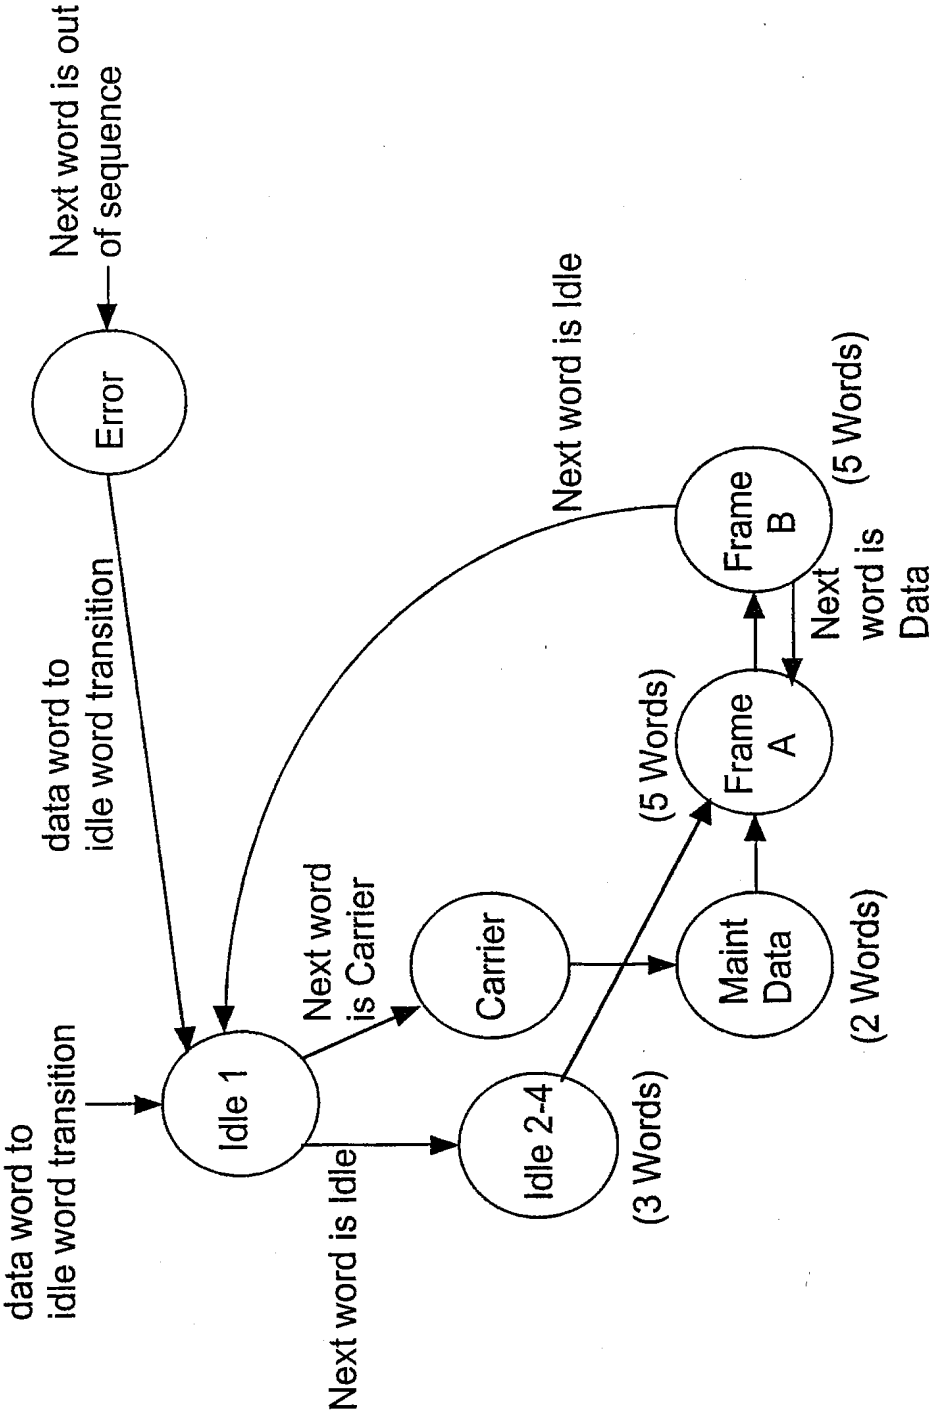 data word to
idle word transition
Idle 1
Next word is Idle
Idle 2-4
(3 Words)
Next word
is Carrier
Carrier
Maint
Data
(2 Words)
data word to
idle word transition
Error
Next word is out
of sequence
(5 Words)
Frame
A
Next
word is
Data
Frame
B
(5 Words)
Next word is Idle